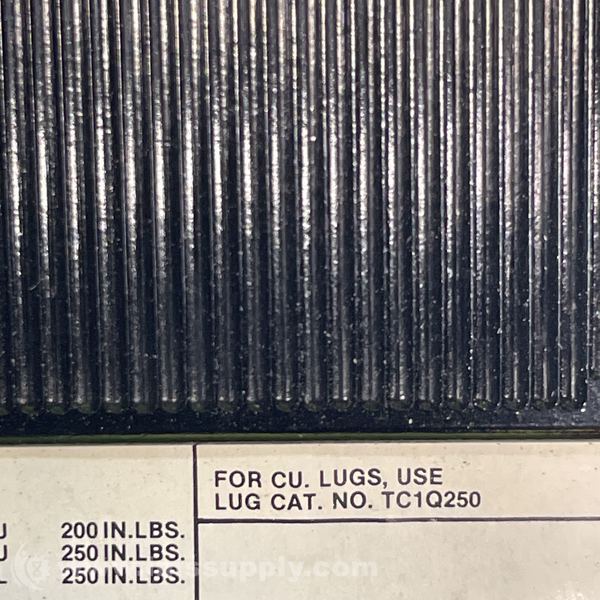 FOR CU. LUGS, USE
LUG CAT. NO. TC1Q250
U 200 IN.LBS.
U 250 IN.LBS.
L 250 IN.LBS.